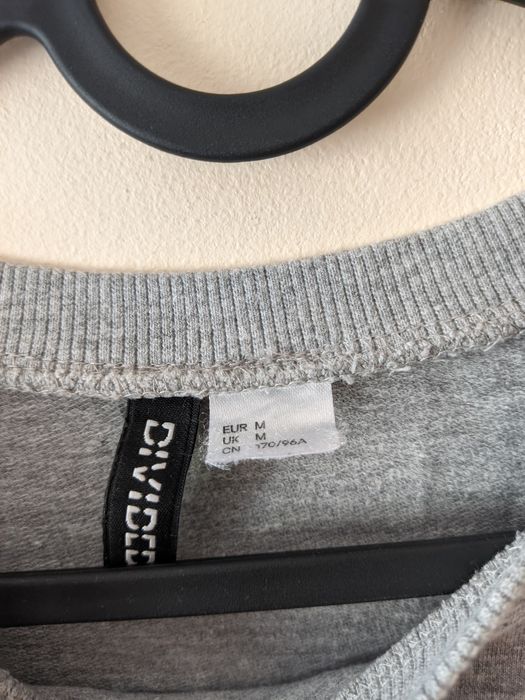 DIVIDED
EUR M
UK M
CN 170/96A